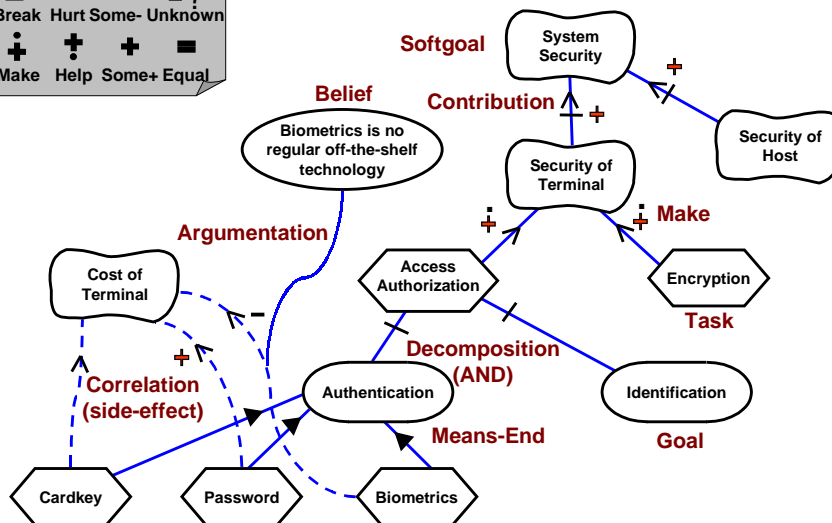 Break Hurt Some- Unknown
Make Help Some+ Equal
Softgoal
System
Security
Belief
Contribution
Biometrics is no
regular off-the-shelf
technology
Security of
Host
Security of
Terminal
Argumentation
Make
Access
Authorization
Encryption
Cost of
Terminal
Task
Decomposition
(AND)
Correlation
(side-effect)
Authentication
Identification
Means-End
Goal
Cardkey
Password
Biometrics